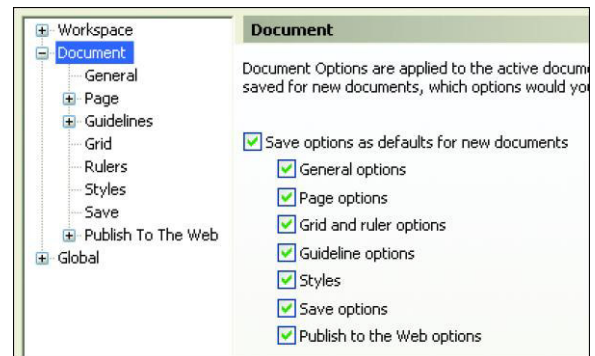 Workspace
Document
General
Page
Guidelines
Grid
Rulers
Styles
Save
Publish To The Web
Global
Document
Document Options are applied to the active docume
saved for new documents, which options would you
Save options as defaults for new documents
General options
Page options
Grid and ruler options
Guideline options
Styles
Save options
Publish to the Web options